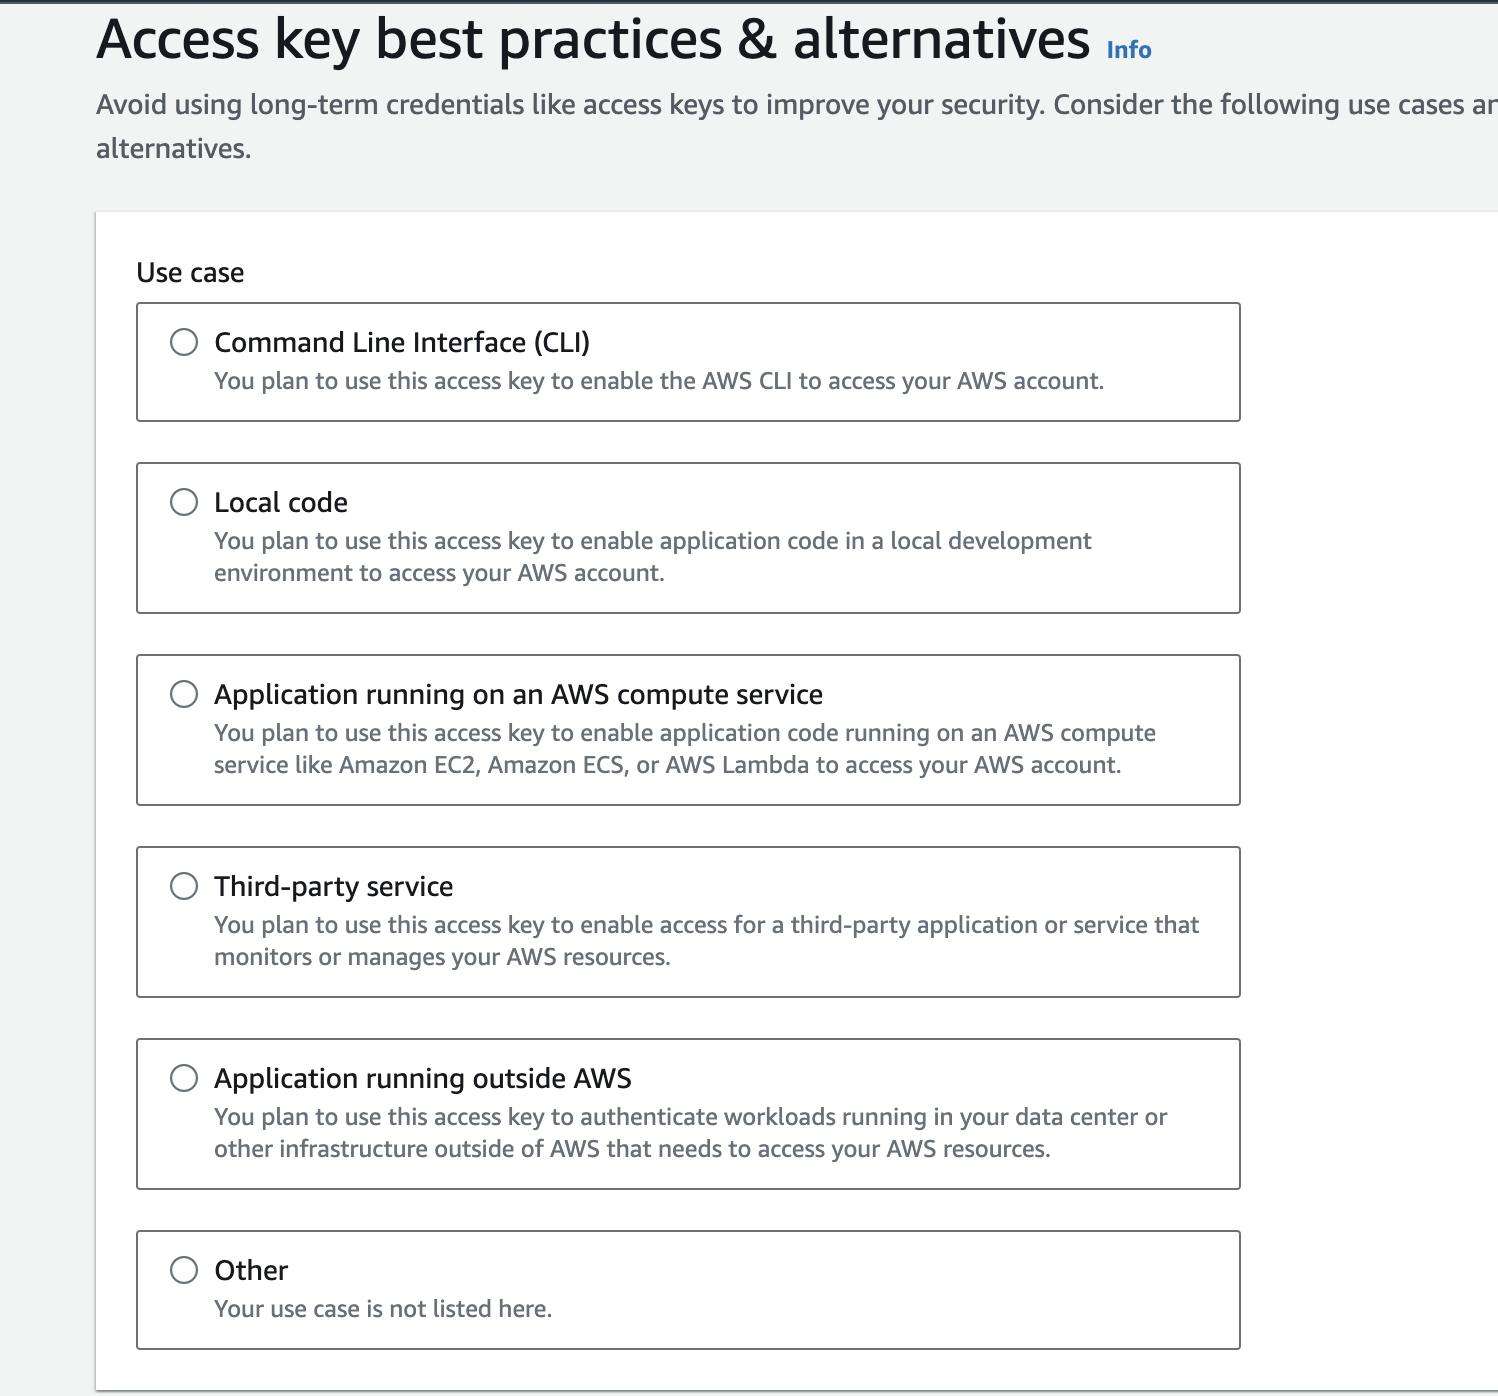 Access key best practices & alternatives Info
Avoid using long-term credentials like access keys to improve your security. Consider the following use cases
alternatives.
Use case
Command Line Interface (CLI)
You plan to use this access key to enable the AWS CLI to access your AWS account.
Local code
You plan to use this access key to enable application code in a local development
environment to access your AWS account.
Application running on an AWS compute service
You plan to use this access key to enable application code running on an AWS compute
service like Amazon EC2, Amazon ECS, or AWS Lambda to access your AWS account.
Third-party service
You plan to use this access key to enable access for a third-party application or service that
monitors or manages your AWS resources.
Application running outside AWS
You plan to use this access key to authenticate workloads running in your data center or
other infrastructure outside of AWS that needs to access your AWS resources.
Other
Your use case is not listed here.